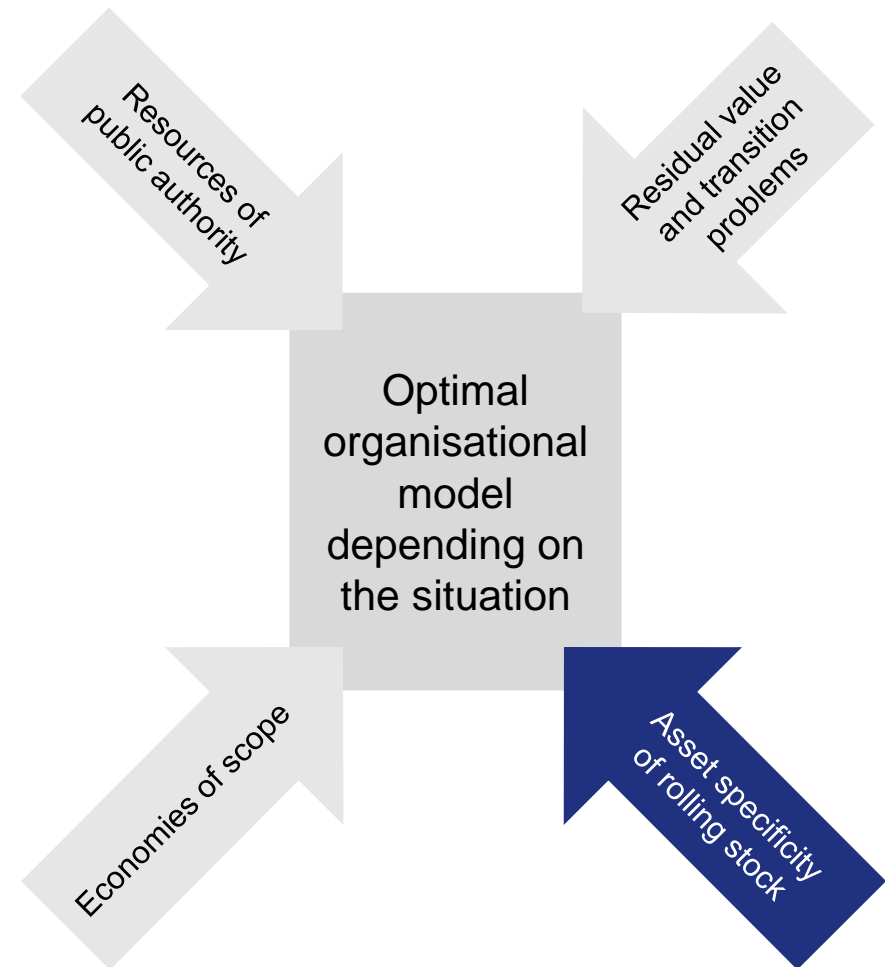 Resources of
public authority
Residual value
and transition
problems
Optimal
organisational
model
depending on
the situation
Economies of scope
Asset specificity
of rolling stock